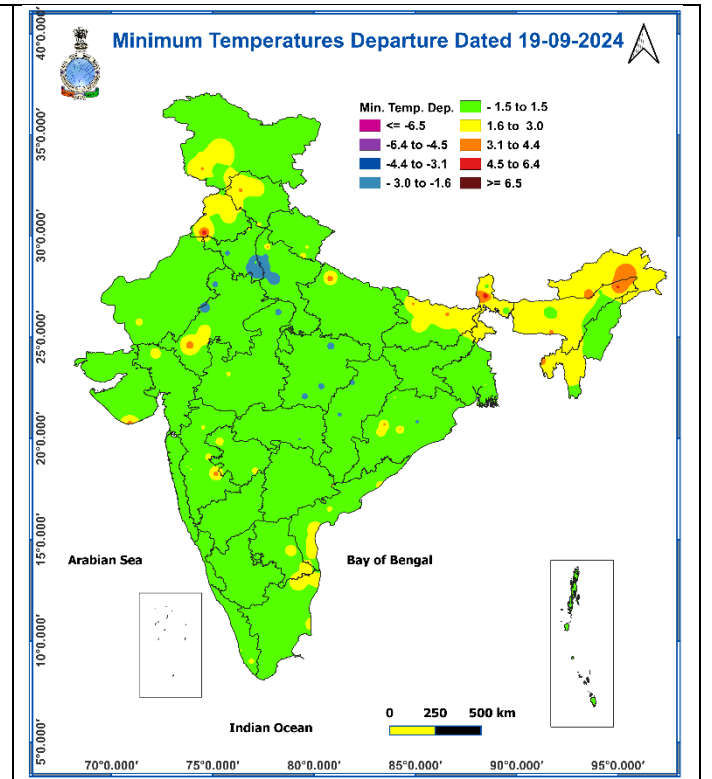 Minimum Temperatures Departure Dated 19-09-2024
Min. Temp. Dep.
<= -6.5
-6.4 to -4.5
-4.4 to -3.1
- 3.0 to -1.6
- 1.5 to 1.5
1.6 to 3.0
3.1 to 4.4
4.5 to 6.4
>= 6.5
40°0.000'
35°0.000'
30°0.000'
25°0.000'
20°0.000'
15°0.000'
10°0.000'
5°0.000'
Arabian Sea
Bay of Bengal
Indian Ocean
0 250 500 km
70°0.000' 75°0.000' 80°0.000' 85°0.000' 90°0.000' 95°0.000'